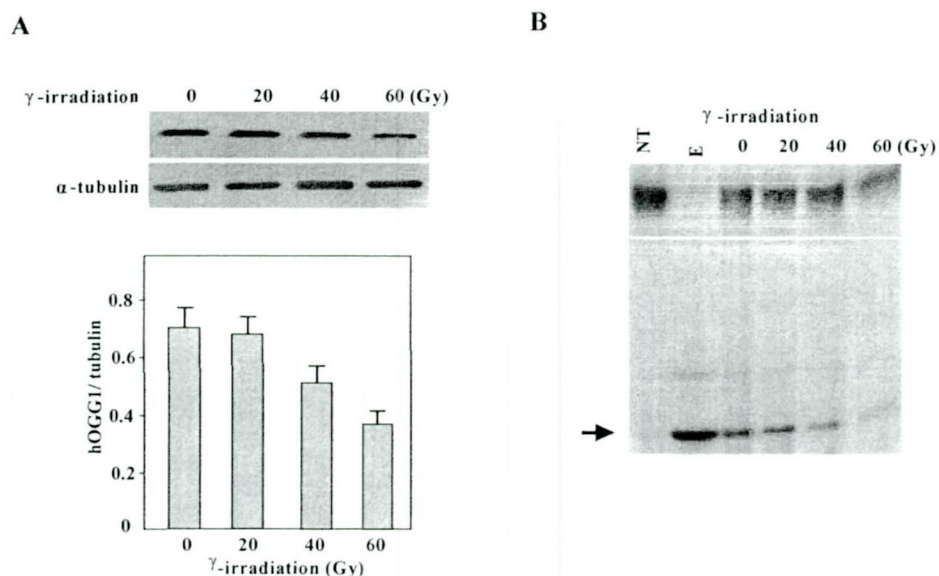 A
γ-irradiation 0 20 40 60 (Gy)
α-tubulin
hOGG1/ tubulin
0.8
0.6
0.4
0.2
0
0 20 40 60
γ-irradiation (Gy)
B
γ-irradiation
NT E 0 20 40 60 (Gy)